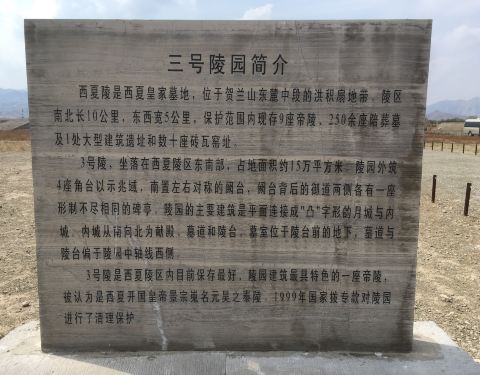 三号陵园简介
西夏陵是西夏皇家墓地，位于贺兰山东麓中段的洪积扇地带。陵区
南北长10公里，东西宽5公里，保护范围内现存9座帝陵，250余座陪葬墓
及1处大型建筑遗址和数十座砖瓦窑址。
3号陵，坐落在西夏陵区东南部，占地面积约15万平方米。陵园外筑
4座角台以示兆域，南置左右对称的阙台，阙台背后的御道两侧各有一座
形制不尽相同的碑亭。陵园的主要建筑是平面连接成“凸”字形的月城与内
城，内城从南向北为献殿、墓道和陵台。墓室位于陵台前的地下，墓道与
陵台偏于陵园中轴线西侧。
3号陵是西夏陵区内目前保存最好，陵园建筑最具特色的一座帝陵，
被认为是西夏开国皇帝景宗嵬名元昊之泰陵。1999年国家拨专款对陵园
进行了清理保护